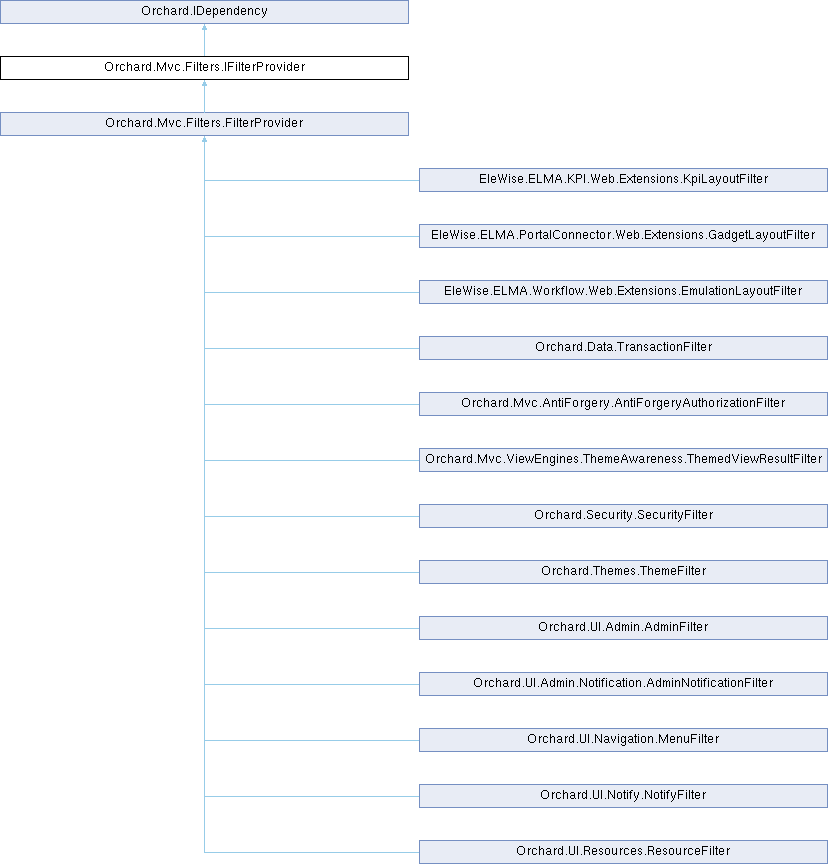 Orchard.IDependency
Orchard.Mvc.Filters.IFilterProvider
Orchard.Mvc.Filters.FilterProvider
EleWise.ELMA.KPI.Web.Extensions.KpiLayoutFilter
EleWise.ELMA.PortalConnector.Web.Extensions.GadgetLayoutFilter
EleWise.ELMA.Workflow.Web.Extensions.EmulationLayoutFilter
Orchard.Data.TransactionFilter
Orchard.Mvc.AntiForgery.AntiForgeryAuthorizationFilter
Orchard.Mvc.ViewEngines.ThemeAwareness.ThemedViewResultFilter
Orchard.Security.SecurityFilter
Orchard.Themes.ThemeFilter
Orchard.UI.Admin.AdminFilter
Orchard.UI.Admin.Notification.AdminNotificationFilter
Orchard.UI.Navigation.MenuFilter
Orchard.UI.Notify.NotifyFilter
Orchard.UI.Resources.ResourceFilter